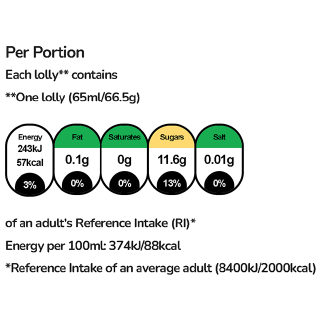 Per Portion
Each lolly** contains
**One lolly (65ml/66.5g)
Energy Fat Saturates Sugars Salt
243kJ
57kcal 0.1g 0g 11.6g 0.01g
3% 0% 0% 13% 0%
of an adult's Reference Intake (RI)*
Energy per 100ml: 374kJ/88kcal
*Reference Intake of an average adult (8400kJ/2000kcal)